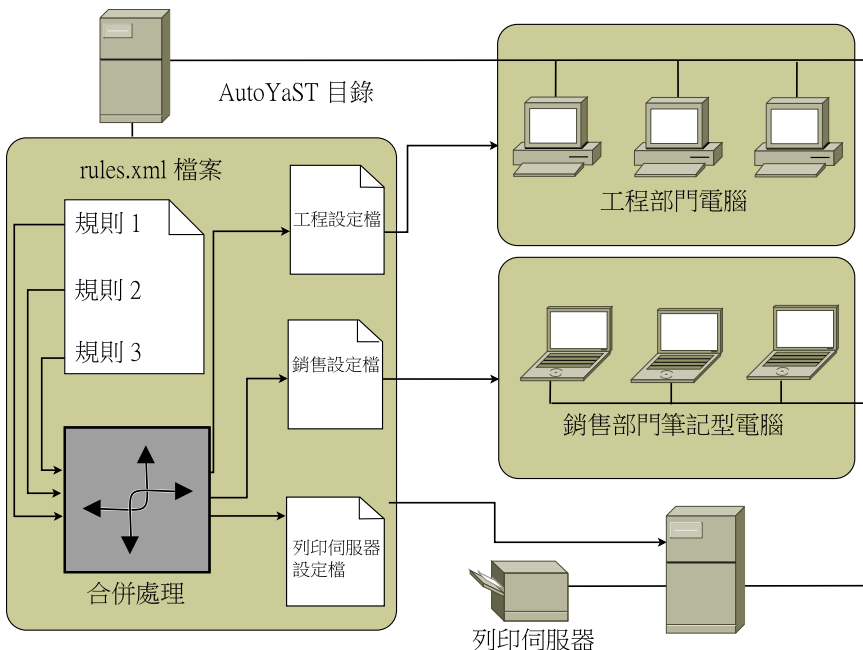 AutoYaST 目錄
rules.xml 檔案
規則 1
規則 2
規則 3
合併處理
工程設定檔
銷售設定檔
列印伺服器
設定檔
工程部門電腦
銷售部門筆記型電腦
列印伺服器